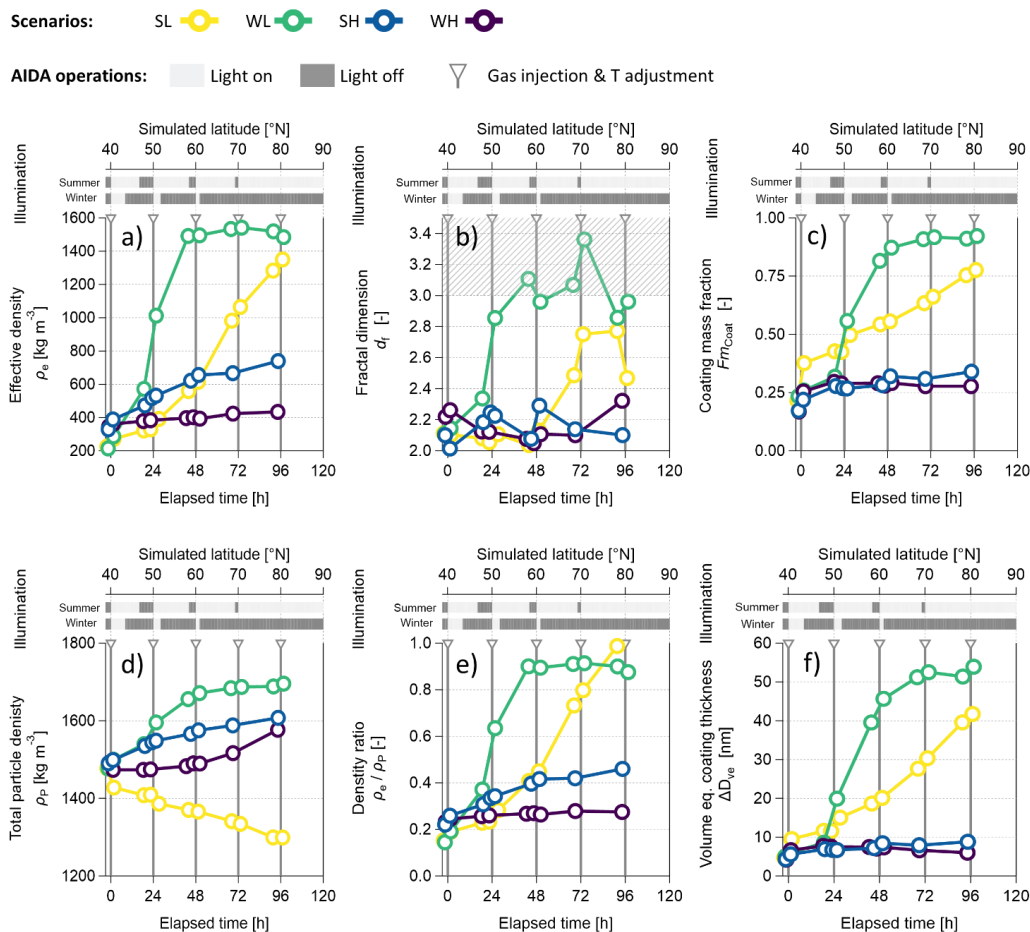 Scenarios: SL WL SH WH
AIDA operations: Light on Light off Gas injection & T adjustment
Simulated latitude [°N]
40 50 60 70 80 90
Illumination
Summer
Winter
a)
1600
1400
1200
1000
800
600
400
200
Effective density
ρe [kg m-3]
0 24 48 72 96 120
Elapsed time [h]
Simulated latitude [°N]
40 50 60 70 80 90
Illumination
Summer
Winter
b)
3.4
3.2
3.0
2.8
2.6
2.4
2.2
2.0
Fractal dimension
df [-]
0 24 48 72 96 120
Elapsed time [h]
Simulated latitude [°N]
40 50 60 70 80 90
Illumination
Summer
Winter
c)
1.00
0.75
0.50
0.25
0.00
Coating mass fraction
FmCoat [-]
0 24 48 72 96 120
Elapsed time [h]
Simulated latitude [°N]
40 50 60 70 80 90
Illumination
Summer
Winter
d)
1800
1600
1400
1200
Total particle denisty
ρP [kg m-3]
0 24 48 72 96 120
Elapsed time [h]
Simulated latitude [°N]
40 50 60 70 80 90
Illumination
Summer
Winter
e)
1.0
0.8
0.6
0.4
0.2
0.0
Denstity ratio
ρe / ρP [-]
0 24 48 72 96 120
Elapsed time [h]
Simulated latitude [°N]
40 50 60 70 80 90
Illumination
Summer
Winter
f)
60
50
40
30
20
10
0
Volume eq. coating thickness
ΔDve [nm]
0 24 48 72 96 120
Elapsed time [h]